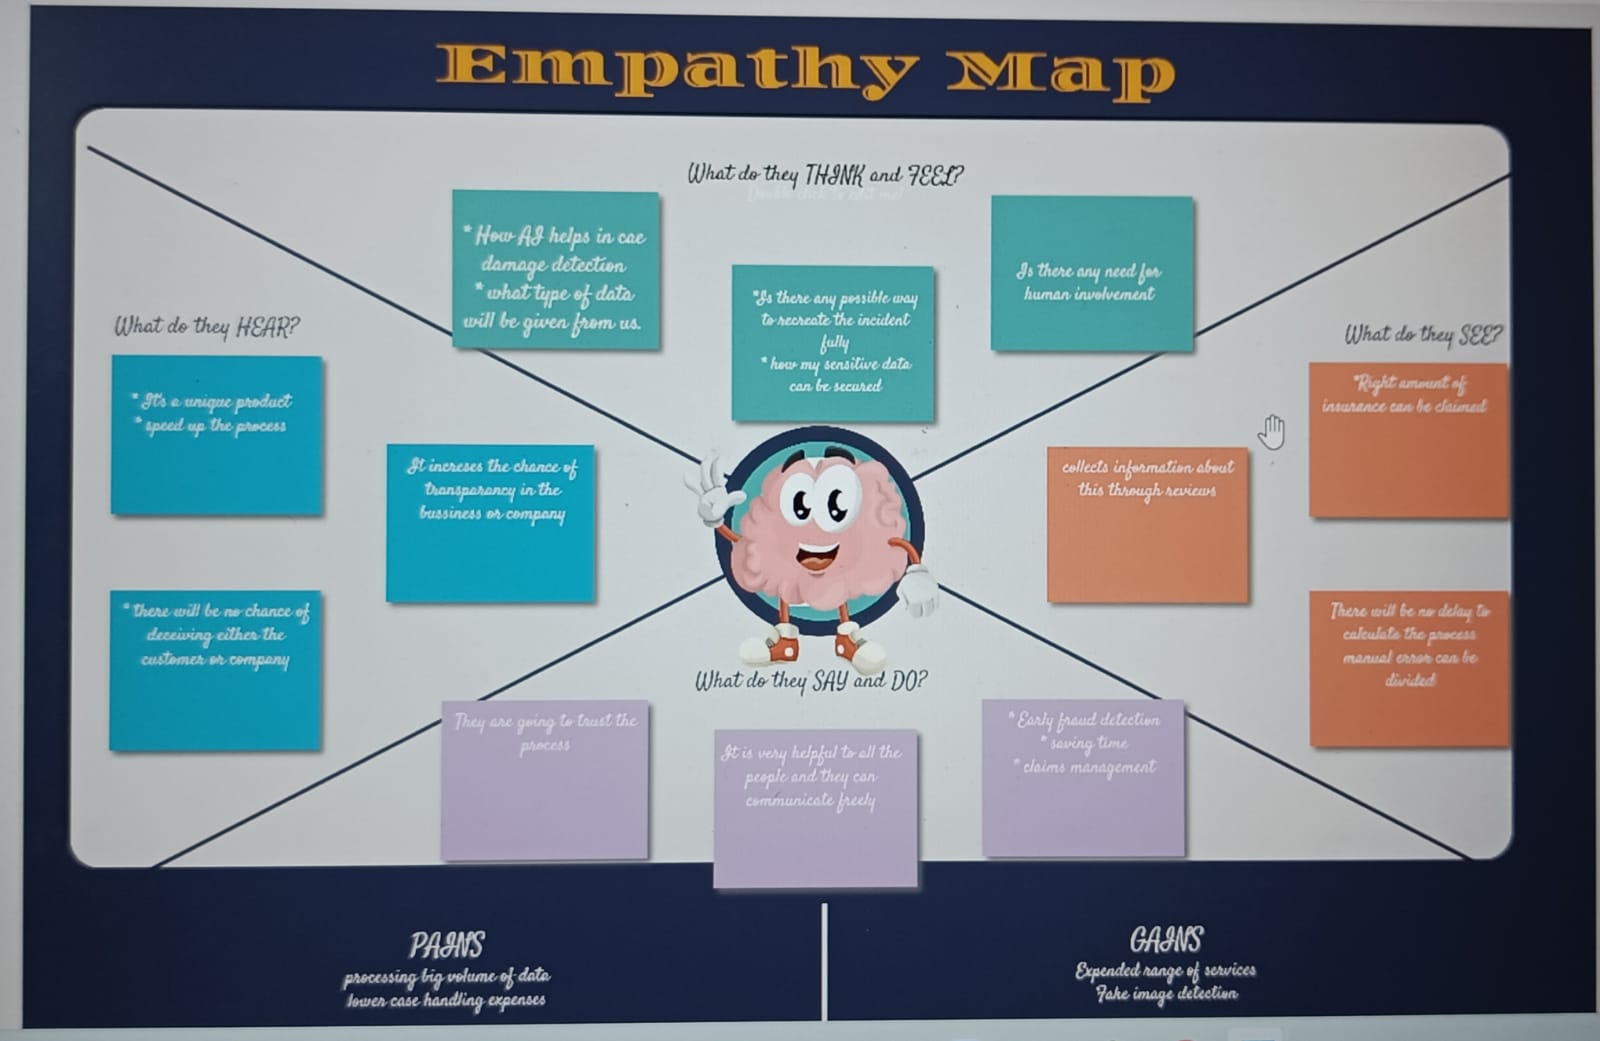 Empathy Map
What do they THINK and FEEL?
Double click to edit me!
* How AI helps in cae
damage detection
* what type of data
will be given from us.
*Is there any possible way
to recreate the incident
fully
* how my sensitive data
can be secured
Is there any need for
human involvement
What do they HEAR?
* It's a unique product
* speed up the process
It increses the chance of
transparancy in the
bussiness or company
* there will be no chance of
deceiving either the
customer or company
What do they SEE?
*Right amount of
insurance can be claimed
collects information about
this through reviews
There will be no delay to
calculate the process
manual error can be
divided
What do they SAY and DO?
They are going to trust the
process
It is very helpful to all the
people and they can
communicate freely
* Early fraud detection
* saving time
* claims management
PAINS
processing big volume of data
lower case handling expenses
GAINS
Expended range of services
Fake image detection